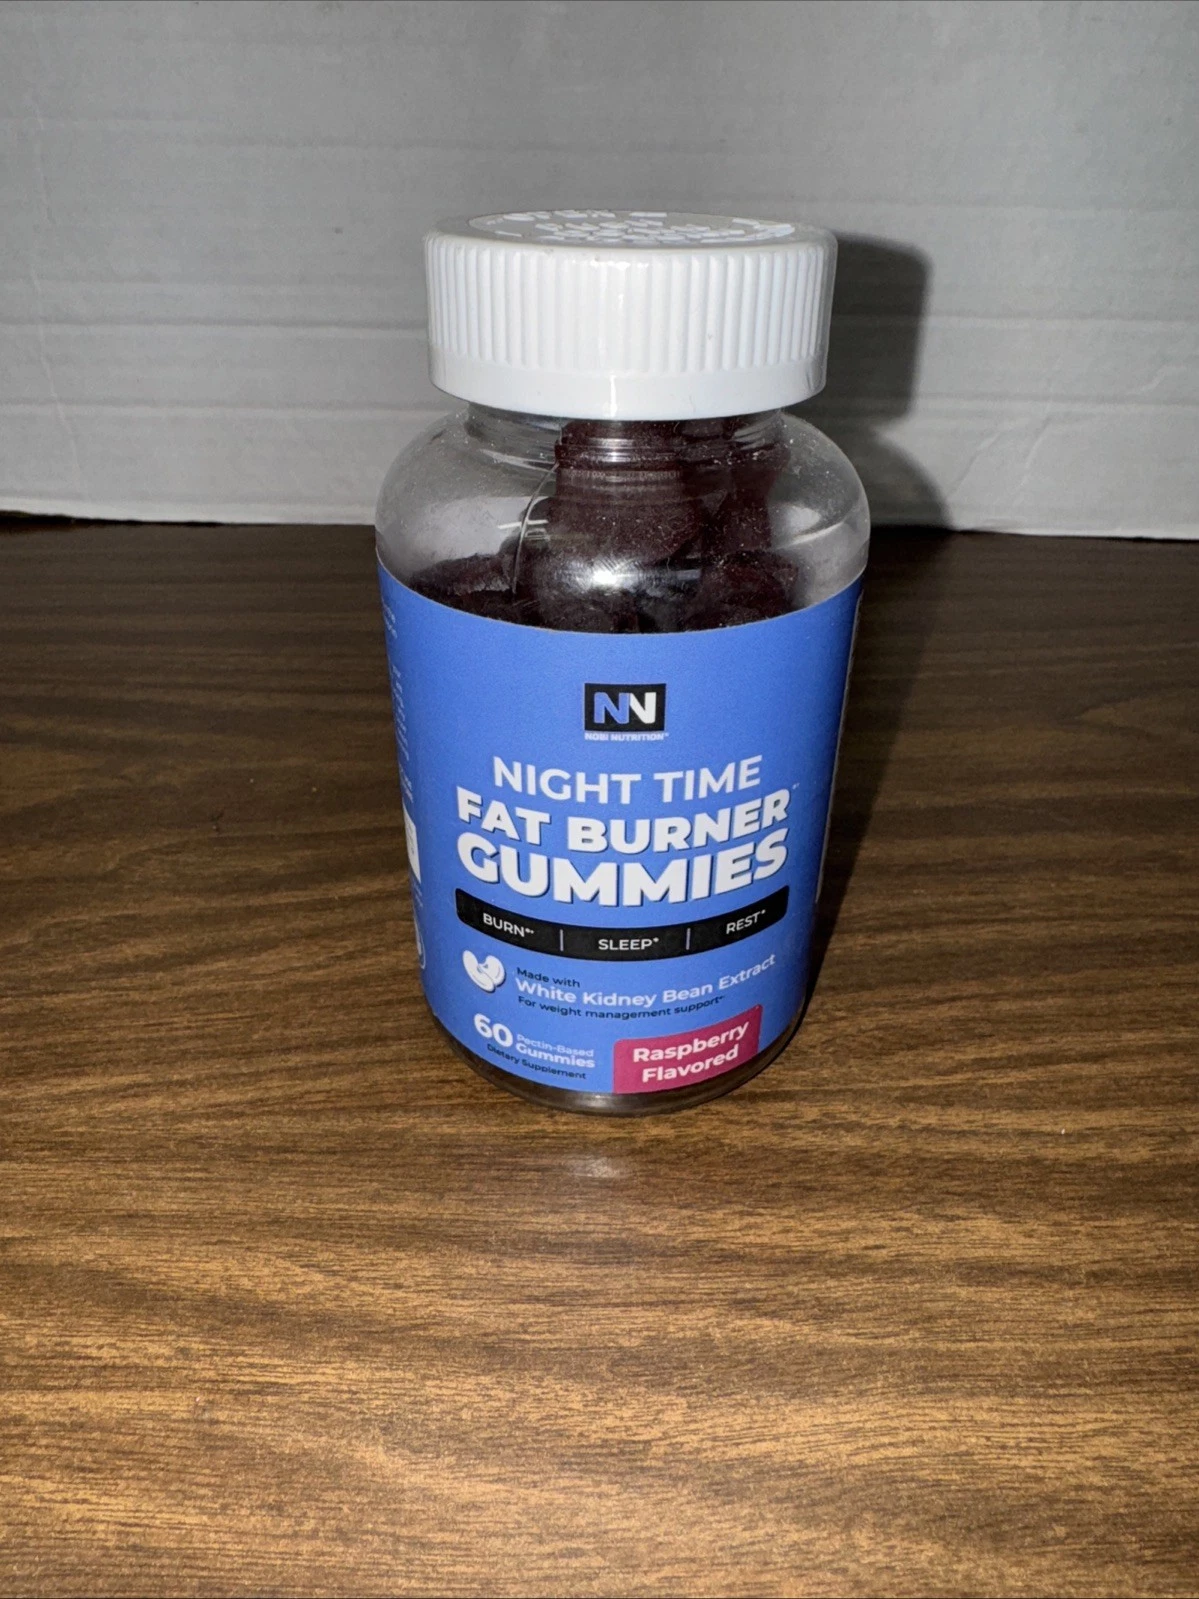 NN
NOBI NUTRITION™
NIGHT TIME
FAT BURNER
GUMMIES
BURN** | SLEEP* | REST*
Made with
White Kidney Bean Extract
For weight management support**
60 Pectin-Based
Gummies
Dietary Supplement
Raspberry
Flavored